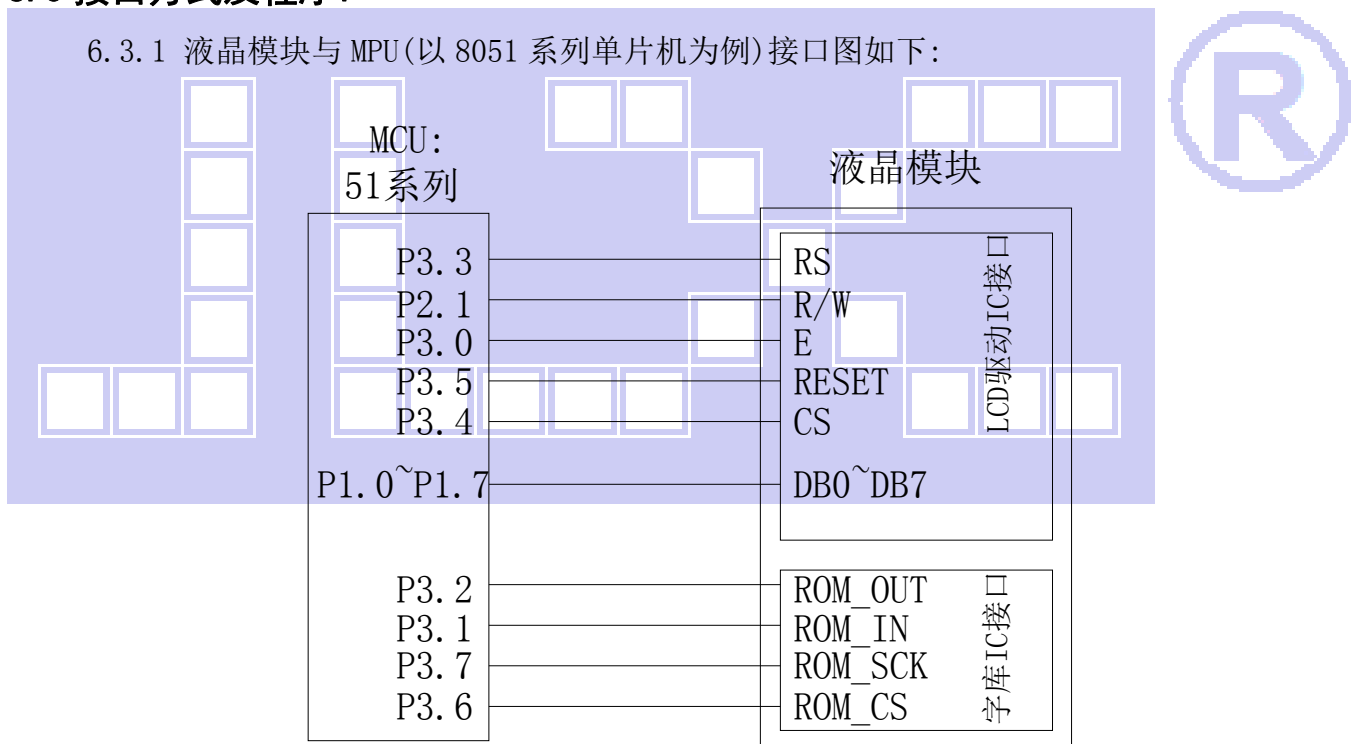 6.3.1 液晶模块与 MPU(以 8051 系列单片机为例)接口图如下:
MCU:
51系列
液晶模块
P3.3
RS
P2.1
R/W
P3.0
E
P3.5
RESET
P3.4
CS
P1.0~P1.7
DB0~DB7
LCD驱动IC接口
P3.2
ROM_OUT
P3.1
ROM_IN
P3.7
ROM_SCK
P3.6
ROM_CS
字库IC接口
R